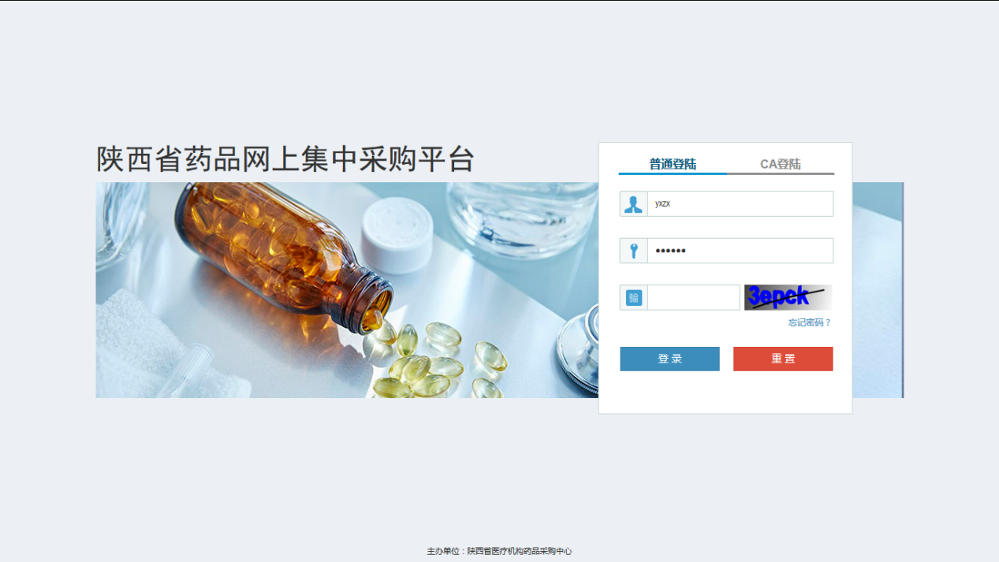 陕西省药品网上集中采购平台
普通登陆 CA登陆
yxzx
••••••
验 3epck
忘记密码？
登 录 重 置
主办单位：陕西省医疗机构药品采购中心